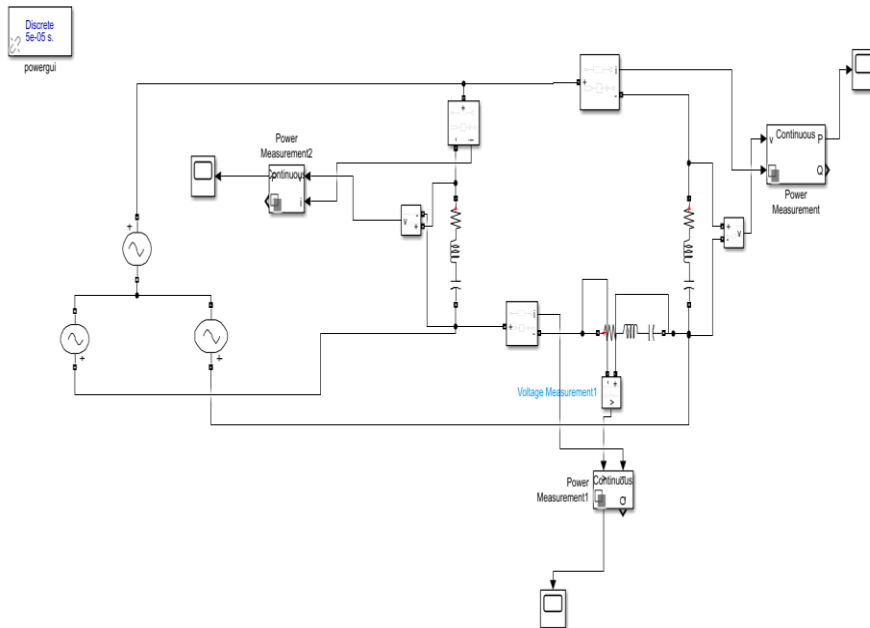 Discrete
5e-05 s.
powergui
+
i
+
-
Continuous
v
P
Q
Power
Measurement
Power
Measurement2
Continuous
P
v
i
+
-
i
v
-
+
+
-
v
+
+
+
+
i
-
Voltage Measurement1
-
+
v
Power
Measurement1
Continuous
v
i
P
Q